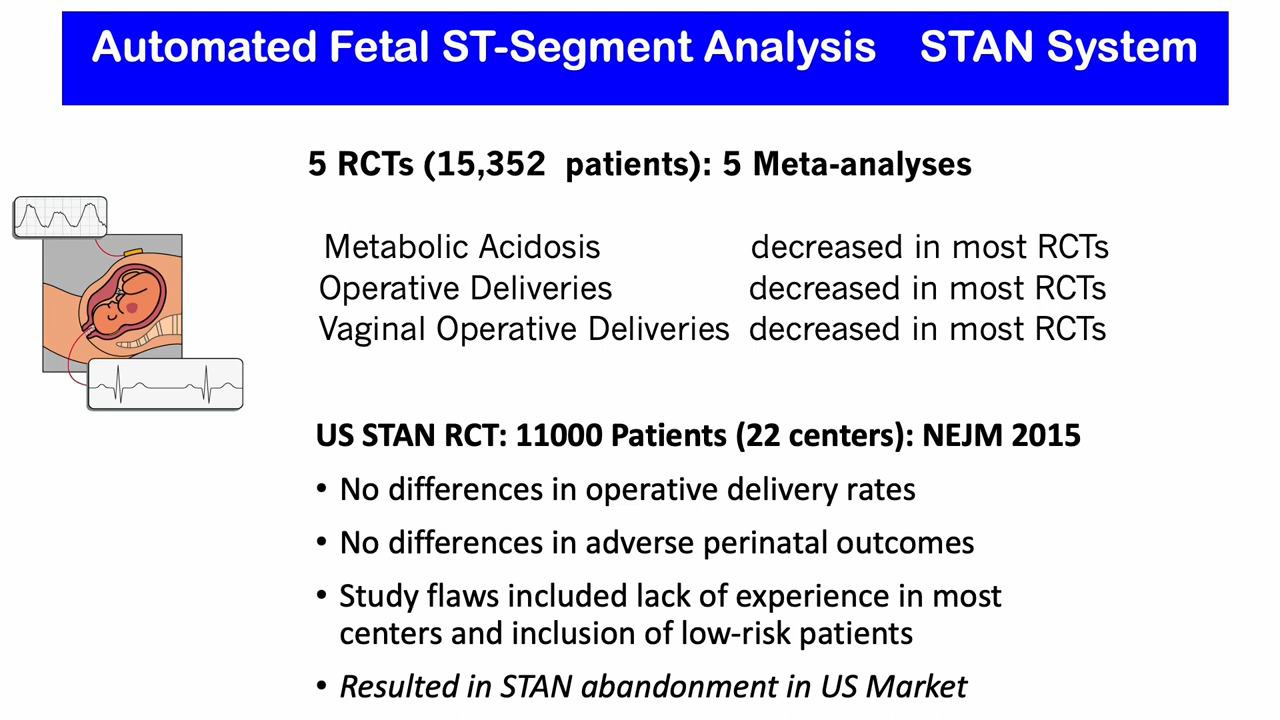 Automated Fetal ST-Segment Analysis STAN System
5 RCTs (15,352 patients): 5 Meta-analyses
Metabolic Acidosis decreased in most RCTs
Operative Deliveries decreased in most RCTs
Vaginal Operative Deliveries decreased in most RCTs
US STAN RCT: 11000 Patients (22 centers): NEJM 2015
• No differences in operative delivery rates
• No differences in adverse perinatal outcomes
• Study flaws included lack of experience in most
centers and inclusion of low-risk patients
• Resulted in STAN abandonment in US Market